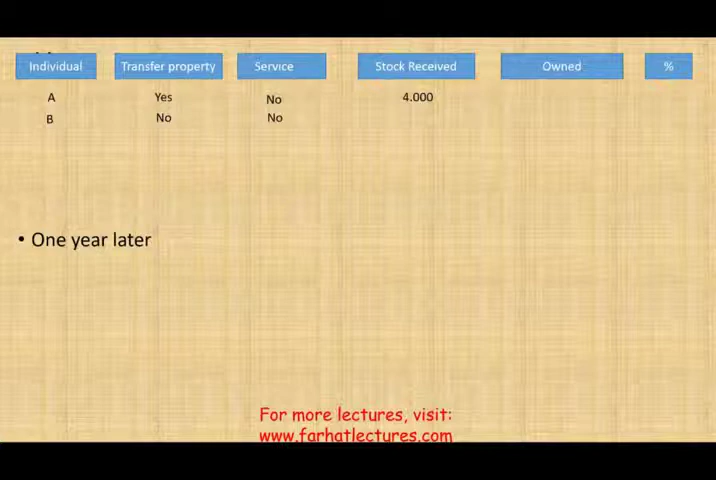 Individual Transfer property Service Stock Received Owned %
A Yes No 4.000
B No No
• One year later
For more lectures, visit:
www.farhatlectures.com